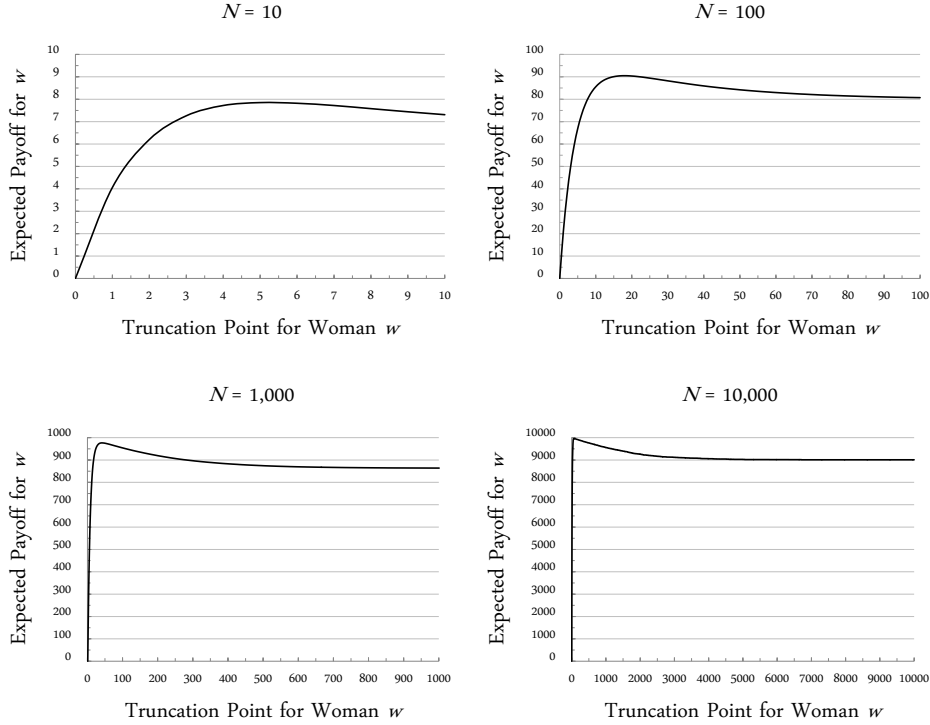 N = 10
Expected Payoff for w
10
9
8
7
6
5
4
3
2
1
0
0 1 2 3 4 5 6 7 8 9 10
Truncation Point for Woman w
N = 100
Expected Payoff for w
100
90
80
70
60
50
40
30
20
10
0
0 10 20 30 40 50 60 70 80 90 100
Truncation Point for Woman w
N = 1,000
Expected Payoff for w
1000
900
800
700
600
500
400
300
200
100
0
0 100 200 300 400 500 600 700 800 900 1000
Truncation Point for Woman w
N = 10,000
Expected Payoff for w
10000
9000
8000
7000
6000
5000
4000
3000
2000
1000
0
0 1000 2000 3000 4000 5000 6000 7000 8000 9000 10000
Truncation Point for Woman w